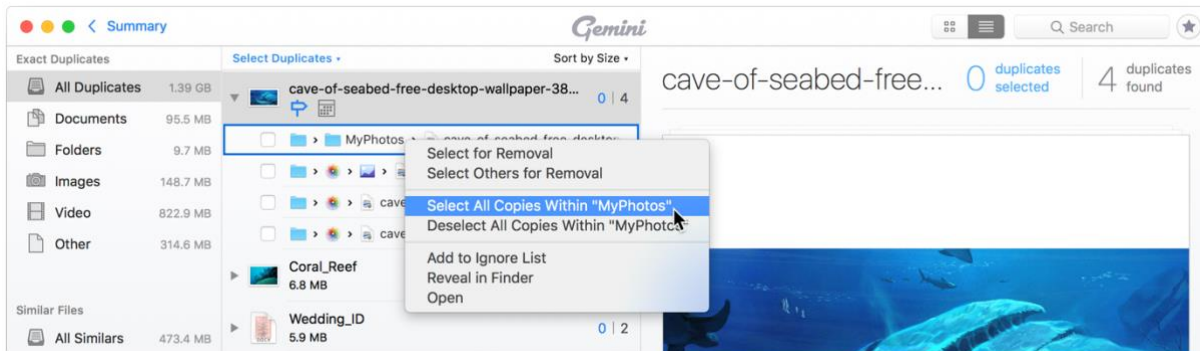 Summary
Gemini
Search
Exact Duplicates
All Duplicates 1.39 GB
Documents 95.5 MB
Folders 9.7 MB
Images 148.7 MB
Video 822.9 MB
Other 314.6 MB
Similar Files
All Similars 473.4 MB
Select Duplicates
Sort by Size
cave-of-seabed-free-desktop-wallpaper-38... 0 | 4
MyPhotos
cave
cave
Coral_Reef
6.8 MB
Wedding_ID
5.9 MB
0 | 2
Select for Removal
Select Others for Removal
Select All Copies Within "MyPhotos"
Deselect All Copies Within "MyPhotos"
Add to Ignore List
Reveal in Finder
Open
cave-of-seabed-free... 0 duplicates selected 4 duplicates found